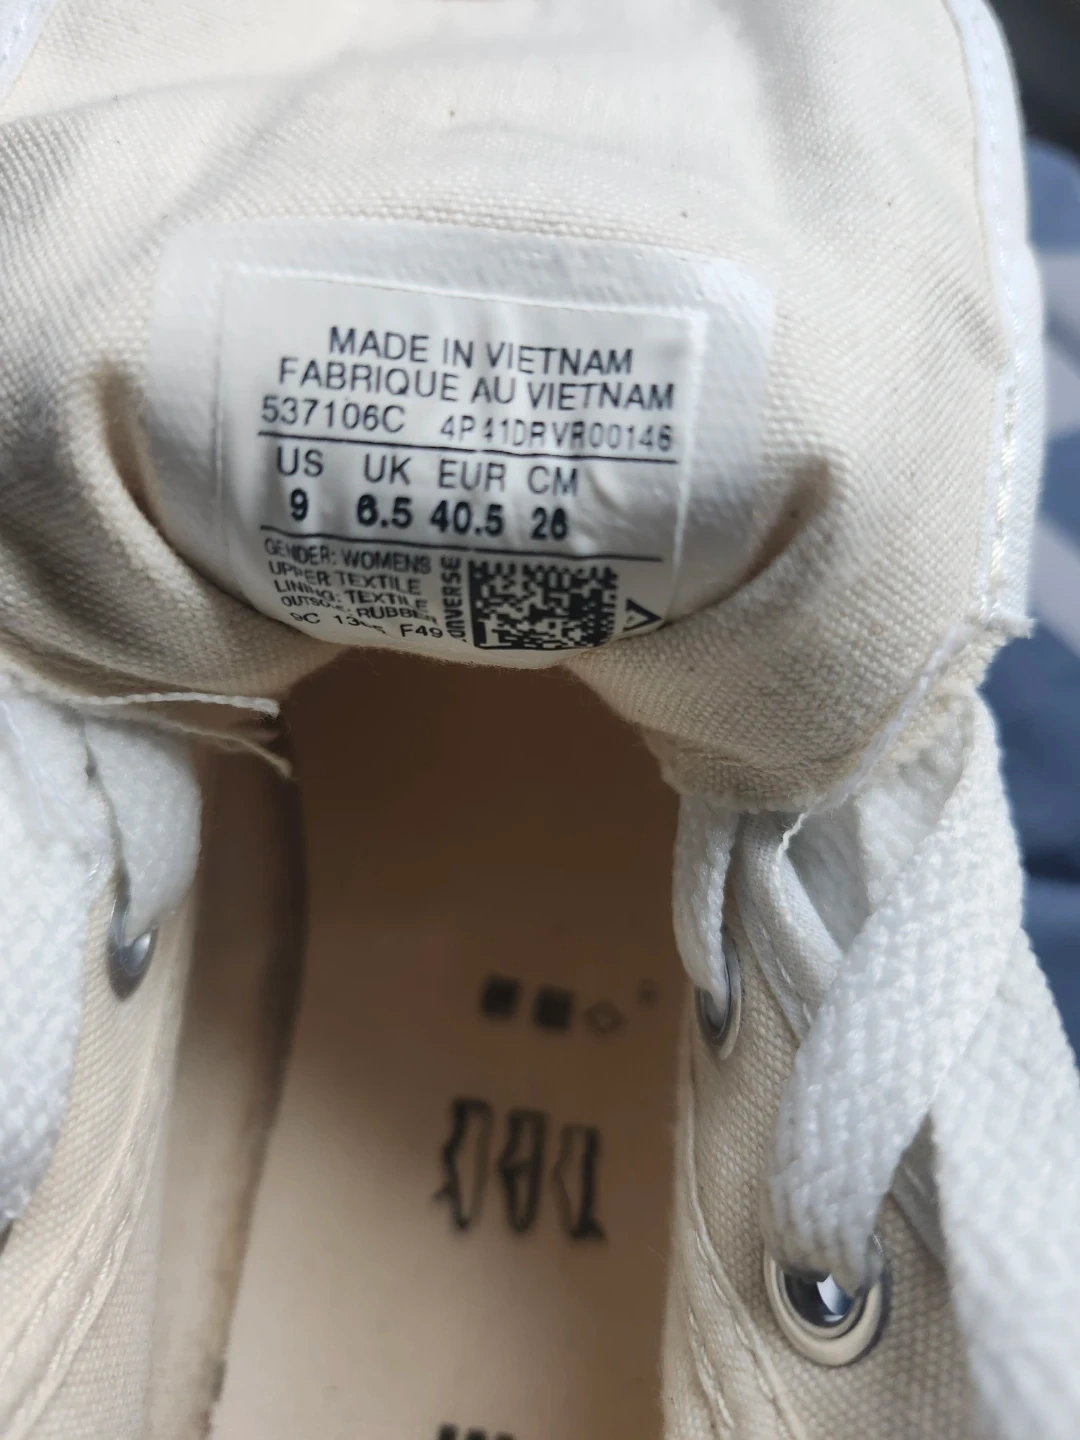 MADE IN VIETNAM
FABRIQUE AU VIETNAM
537106C 4P41DRVR00146
US UK EUR CM
9 6.5 40.5 26
GENDER: WOMENS
UPPER TEXTILE
LINING: TEXTILE
OUTSOLE: RUBBER
F49
CONVERSE